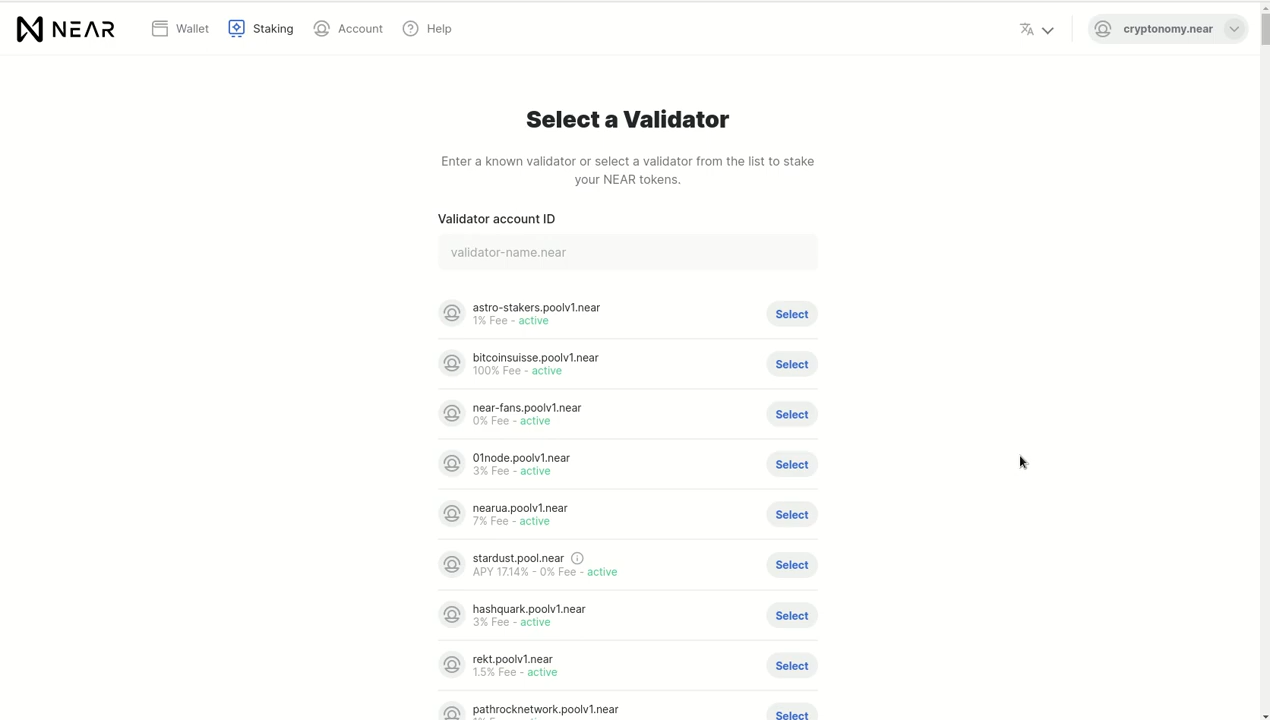 NEAR
Wallet
Staking
Account
Help
cryptonomy.near
Select a Validator
Enter a known validator or select a validator from the list to stake
your NEAR tokens.
Validator account ID
validator-name.near
astro-stakers.poolv1.near
1% Fee - active
Select
bitcoinsuisse.poolv1.near
100% Fee - active
Select
near-fans.poolv1.near
0% Fee - active
Select
01node.poolv1.near
3% Fee - active
Select
nearua.poolv1.near
7% Fee - active
Select
stardust.pool.near
APY 17.14% - 0% Fee - active
Select
hashquark.poolv1.near
3% Fee - active
Select
rekt.poolv1.near
1.5% Fee - active
Select
pathrocknetwork.poolv1.near
Select